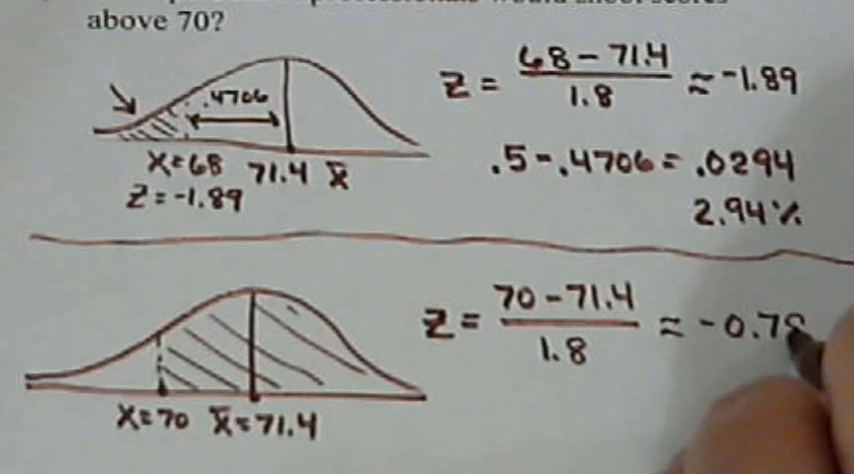 above 70?
.4706
X=68 71.4 x̄
Z=-1.89
Z = 68-71.4 / 1.8 ≈ -1.89
.5-.4706 = .0294
2.94%
X=70 x̄=71.4
Z = 70-71.4 / 1.8 ≈ -0.78